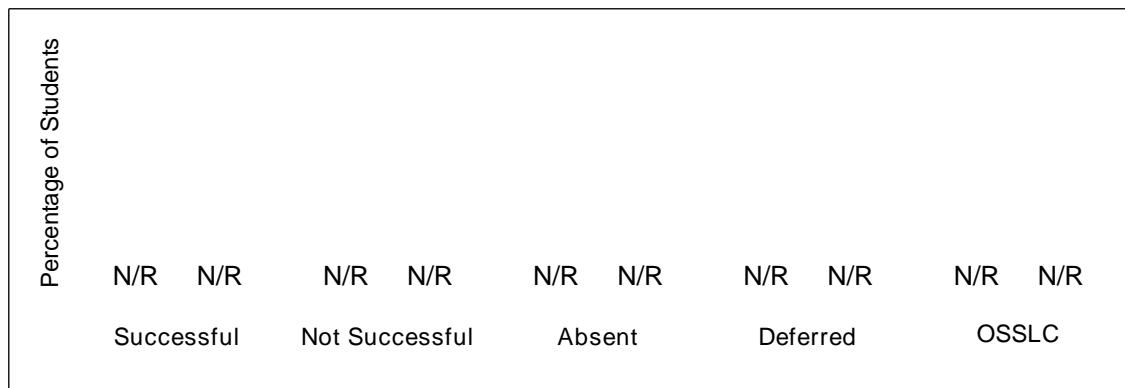 Percentage of Students
N/R N/R N/R N/R N/R N/R N/R N/R N/R N/R
Successful Not Successful Absent Deferred OSSLC